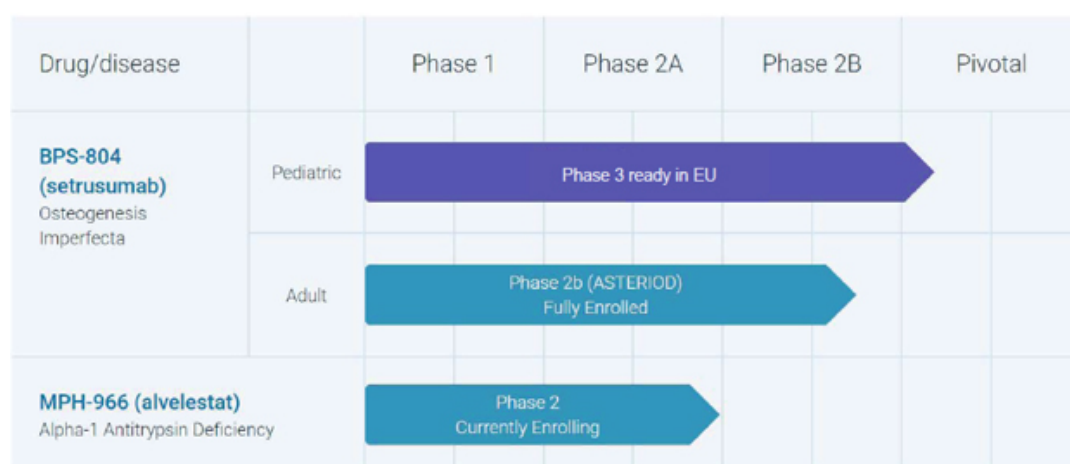 Drug/disease
Phase 1
Phase 2A
Phase 2B
Pivotal
BPS-804
(setrusumab)
Osteogenesis
Imperfecta
Pediatric
Phase 3 ready in EU
Adult
Phase 2b (ASTERIOD)
Fully Enrolled
MPH-966 (alvelestat)
Alpha-1 Antitrypsin Deficiency
Phase 2
Currently Enrolling